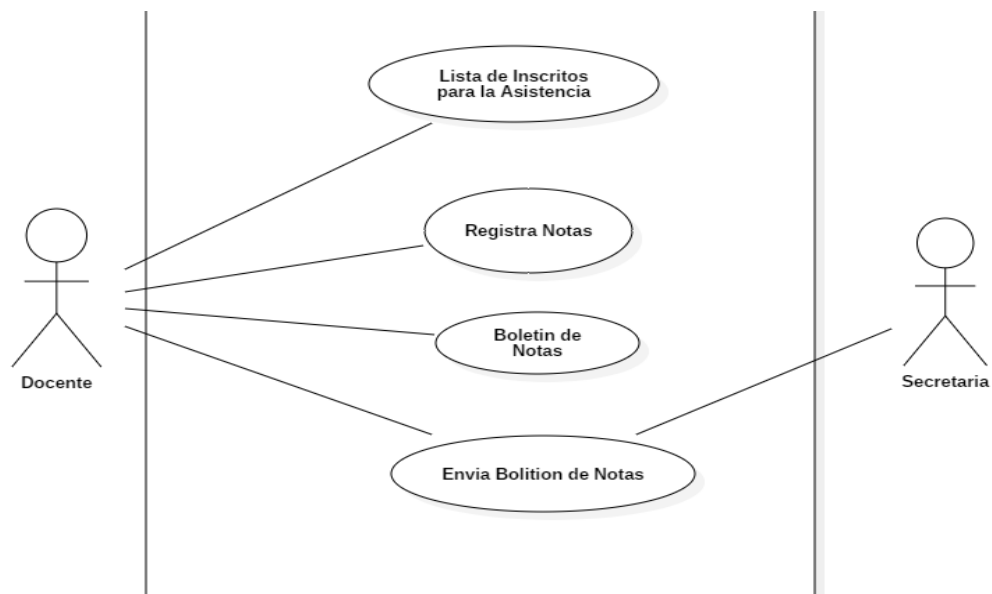 Lista de Inscritos
para la Asistencia
Registra Notas
Boletin de
Notas
Docente
Secretaria
Envia Bolition de Notas